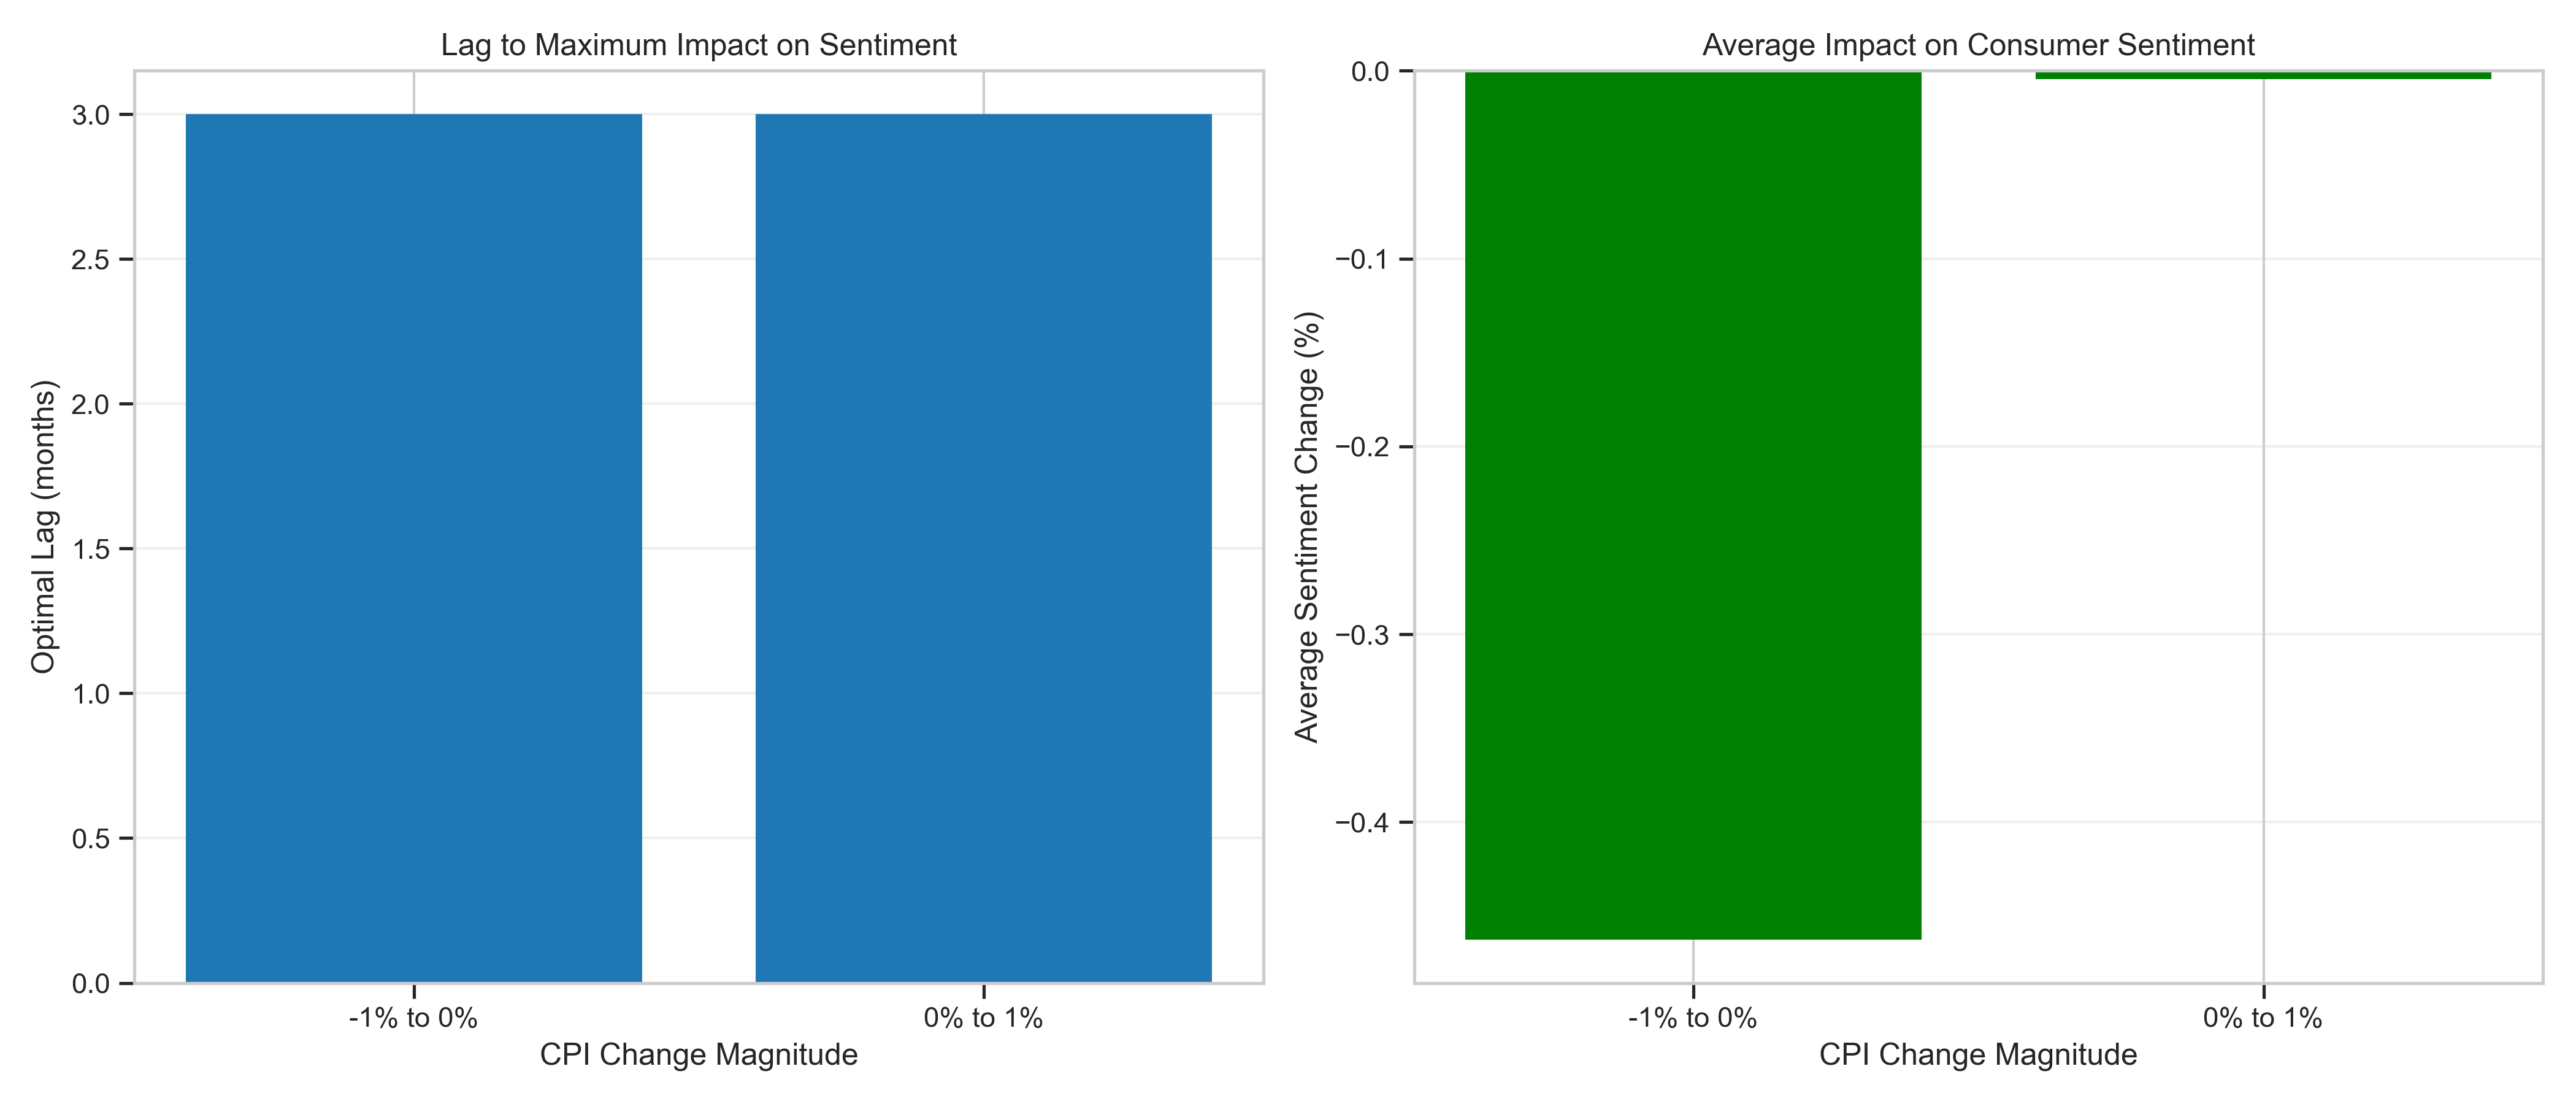 Lag to Maximum Impact on Sentiment
3.0
2.5
2.0
1.5
1.0
0.5
0.0
Optimal Lag (months)
-1% to 0%
0% to 1%
CPI Change Magnitude
Average Impact on Consumer Sentiment
0.0
−0.1
−0.2
−0.3
−0.4
Average Sentiment Change (%)
-1% to 0%
0% to 1%
CPI Change Magnitude